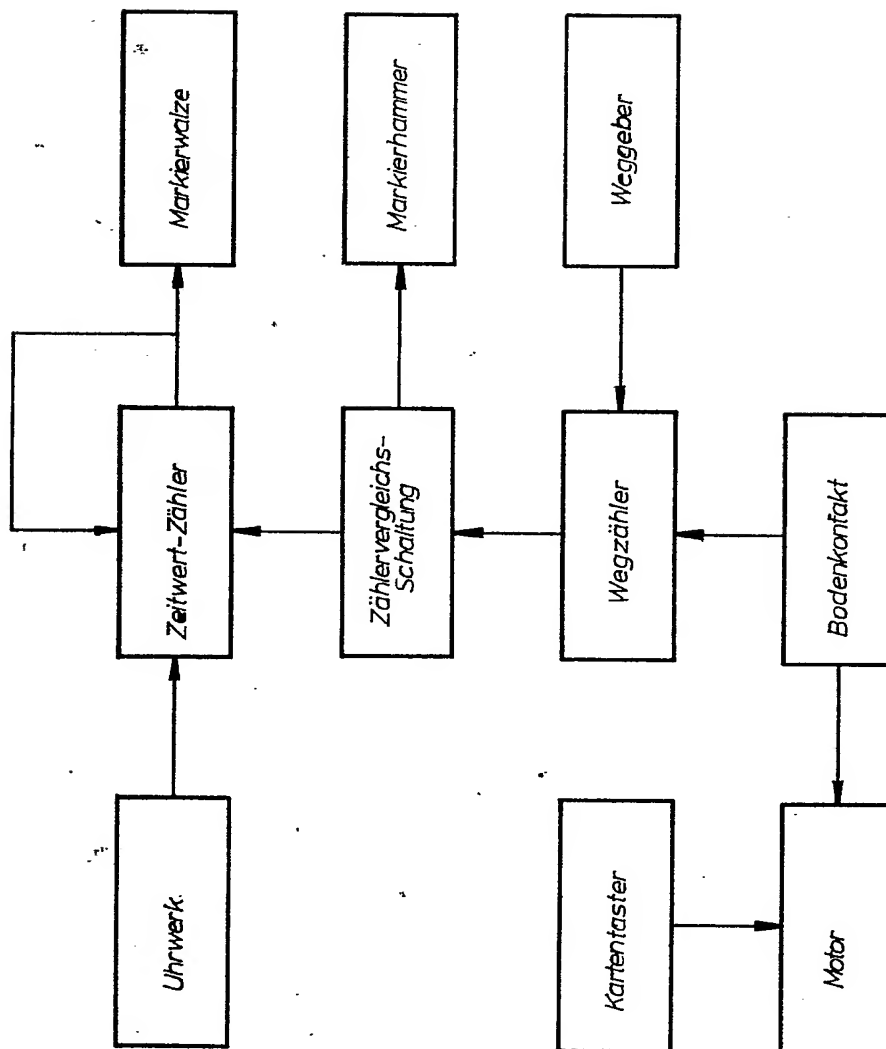 Uhrwerk
Zeitwert-Zähler
Markierwalze
Zählervergleichs-
Schaltung
Markierhammer
Kartentaster
Wegzähler
Weggeber
Motor
Bodenkontakt